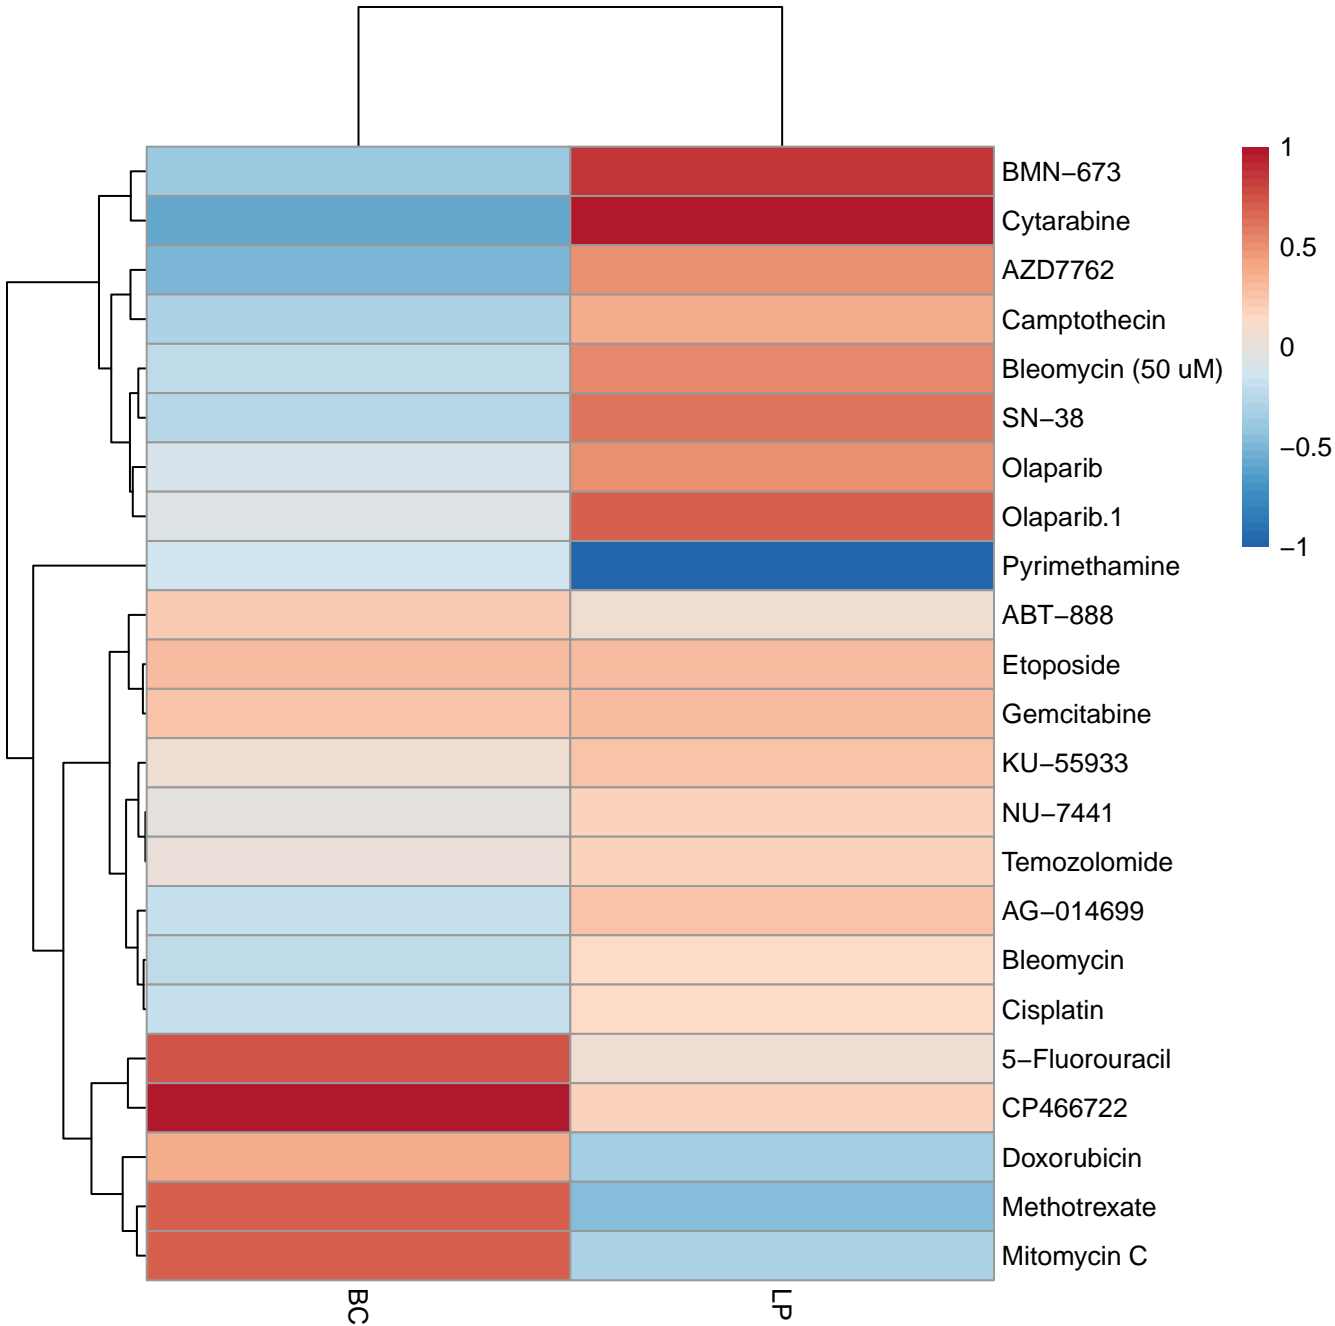 BMN−673
Cytarabine
AZD7762
Camptothecin
Bleomycin (50 uM)
SN−38
Olaparib
Olaparib.1
Pyrimethamine
ABT−888
Etoposide
Gemcitabine
KU−55933
NU−7441
Temozolomide
AG−014699
Bleomycin
Cisplatin
5−Fluorouracil
CP466722
Doxorubicin
Methotrexate
Mitomycin C
BC
LP
1
0.5
0
−0.5
−1